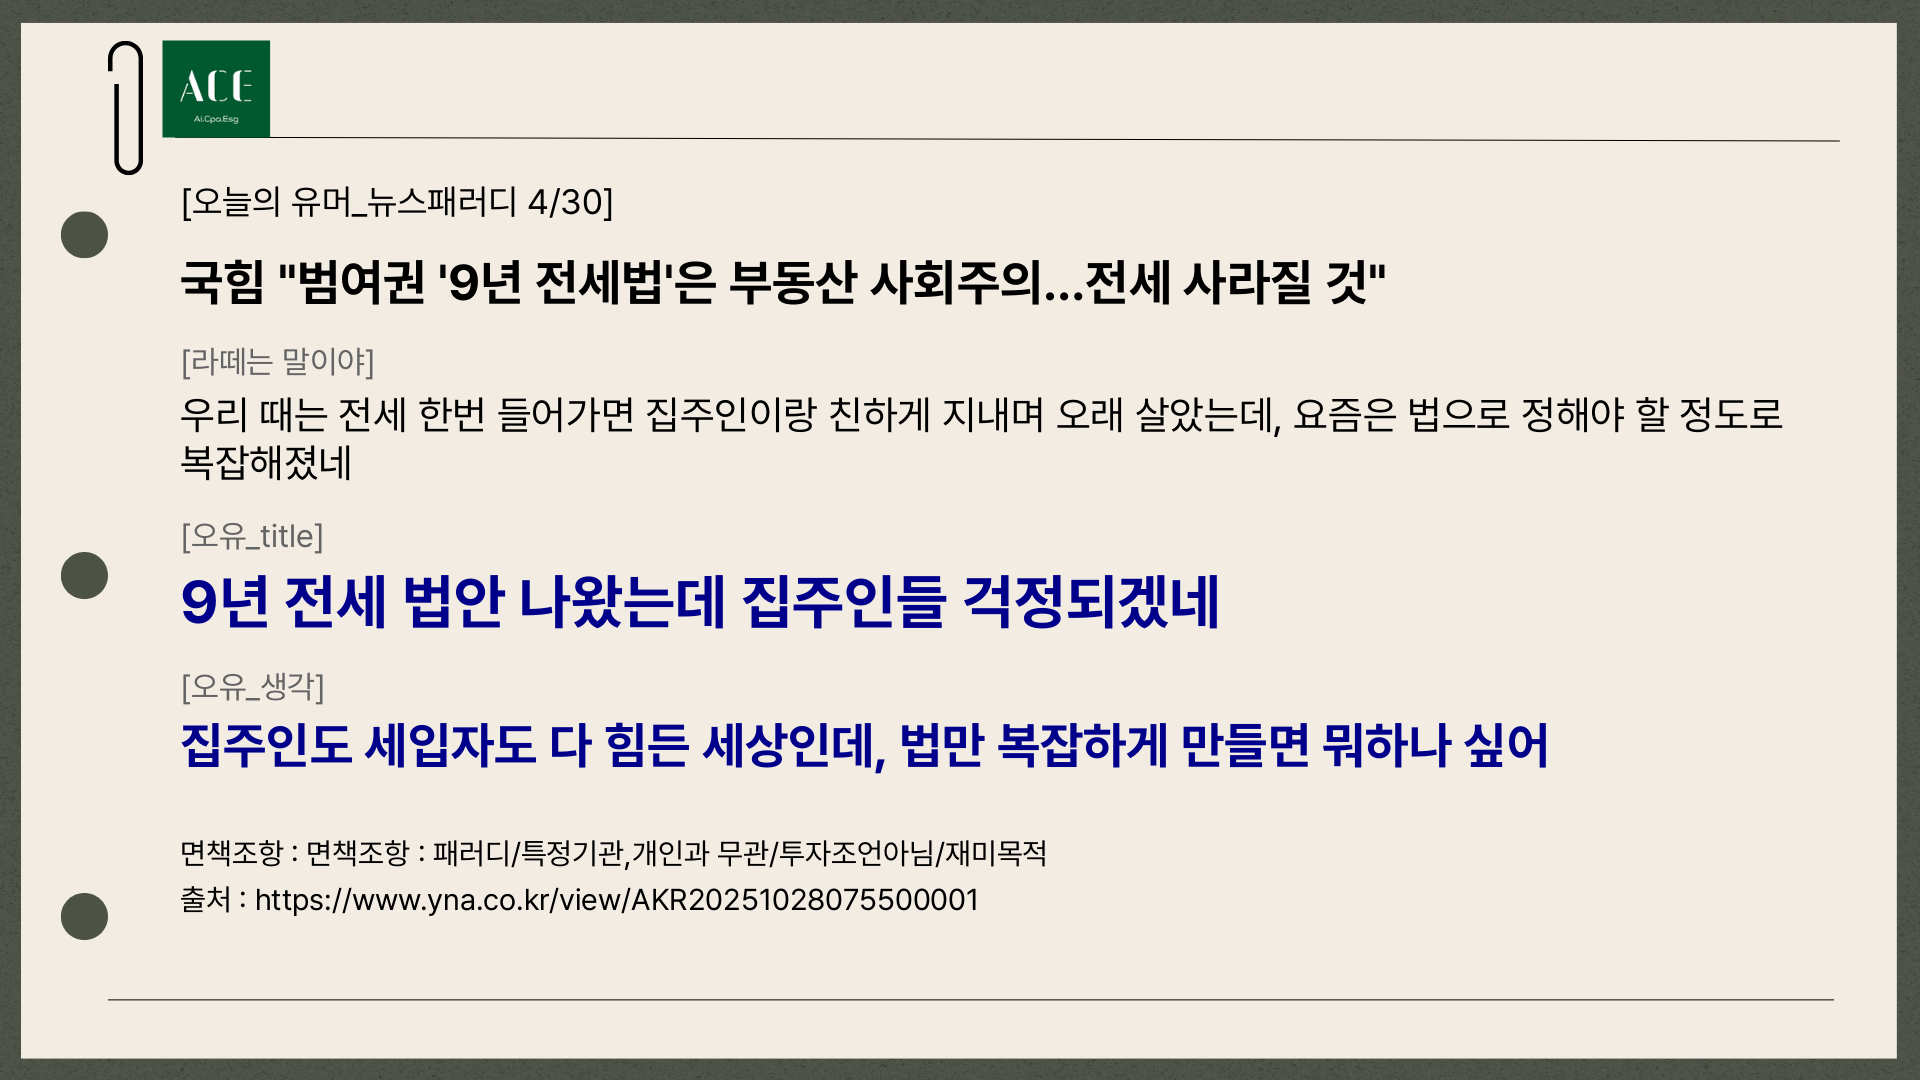 ACE
Ai.Cpa.Esg
[오늘의 유머_뉴스패러디 4/30]
국힘 "범여권 '9년 전세법'은 부동산 사회주의...전세 사라질 것"
[라떼는 말이야]
우리 때는 전세 한번 들어가면 집주인이랑 친하게 지내며 오래 살았는데, 요즘은 법으로 정해야 할 정도로
복잡해졌네
[오유_title]
9년 전세 법안 나왔는데 집주인들 걱정되겠네
[오유_생각]
집주인도 세입자도 다 힘든 세상인데, 법만 복잡하게 만들면 뭐하나 싶어
면책조항 : 면책조항 : 패러디/특정기관,개인과 무관/투자조언아님/재미목적
출처 : https://www.yna.co.kr/view/AKR20251028075500001